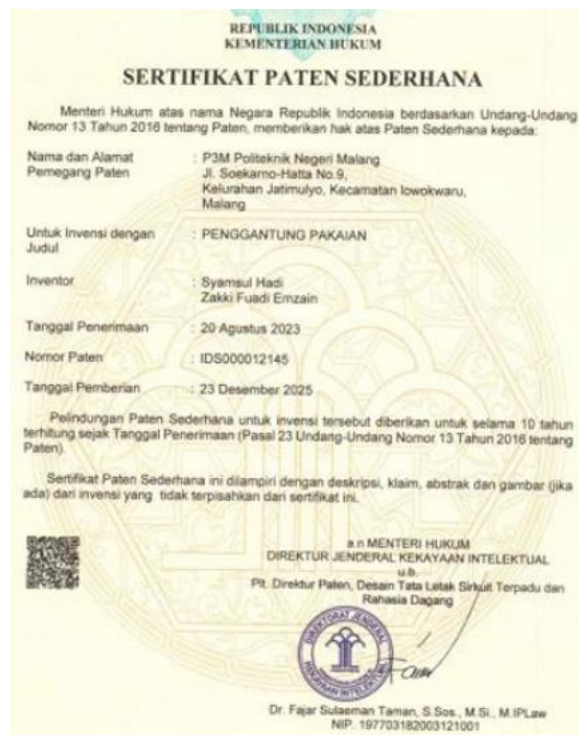 REPUBLIK INDONESIA
KEMENTERIAN HUKUM
SERTIFIKAT PATEN SEDERHANA
Menteri Hukum atas nama Negara Republik Indonesia berdasarkan Undang-Undang
Nomor 13 Tahun 2016 tentang Paten, memberikan hak atas Paten Sederhana kepada:
Nama dan Alamat Pemegang Paten : P3M Politeknik Negeri Malang
Jl. Soekarno-Hatta No.9,
Kelurahan Jatimulyo, Kecamatan lowokwaru,
Malang
Untuk Invensi dengan Judul : PENGGANTUNG PAKAIAN
Inventor : Syamsul Hadi
Zakki Fuadi Emzain
Tanggal Penerimaan : 20 Agustus 2023
Nomor Paten : IDS000012145
Tanggal Pemberian : 23 Desember 2025
Pelindungan Paten Sederhana untuk invensi tersebut diberikan untuk selama 10 tahun
terhitung sejak Tanggal Penerimaan (Pasal 23 Undang-Undang Nomor 13 Tahun 2016 tentang
Paten).
Sertifikat Paten Sederhana ini dilampiri dengan deskripsi, klaim, abstrak dan gambar (jika
ada) dari invensi yang tidak terpisahkan dari sertifikat ini.
a.n MENTERI HUKUM
DIREKTUR JENDERAL KEKAYAAN INTELEKTUAL
u.b.
Plt. Direktur Paten, Desain Tata Letak Sirkuit Terpadu dan
Rahasia Dagang
DIREKTORAT JENDERAL
KEKAYAAN INTELEKTUAL
Dr. Fajar Sulaeman Taman, S.Sos., M.Si., M.IPLaw
NIP. 197703182003121001